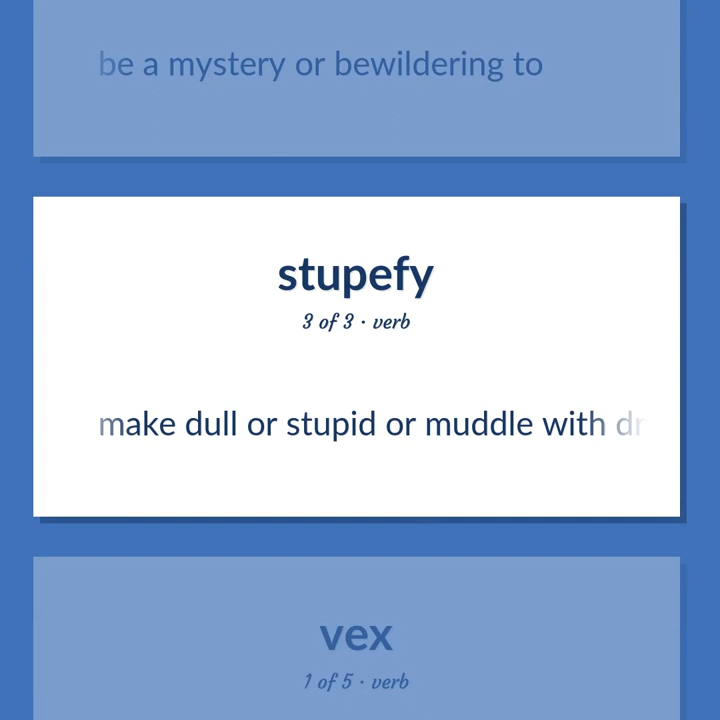 be a mystery or bewildering to
stupefy
3 of 3 · verb
make dull or stupid or muddle with
vex
1 of 5 · verb